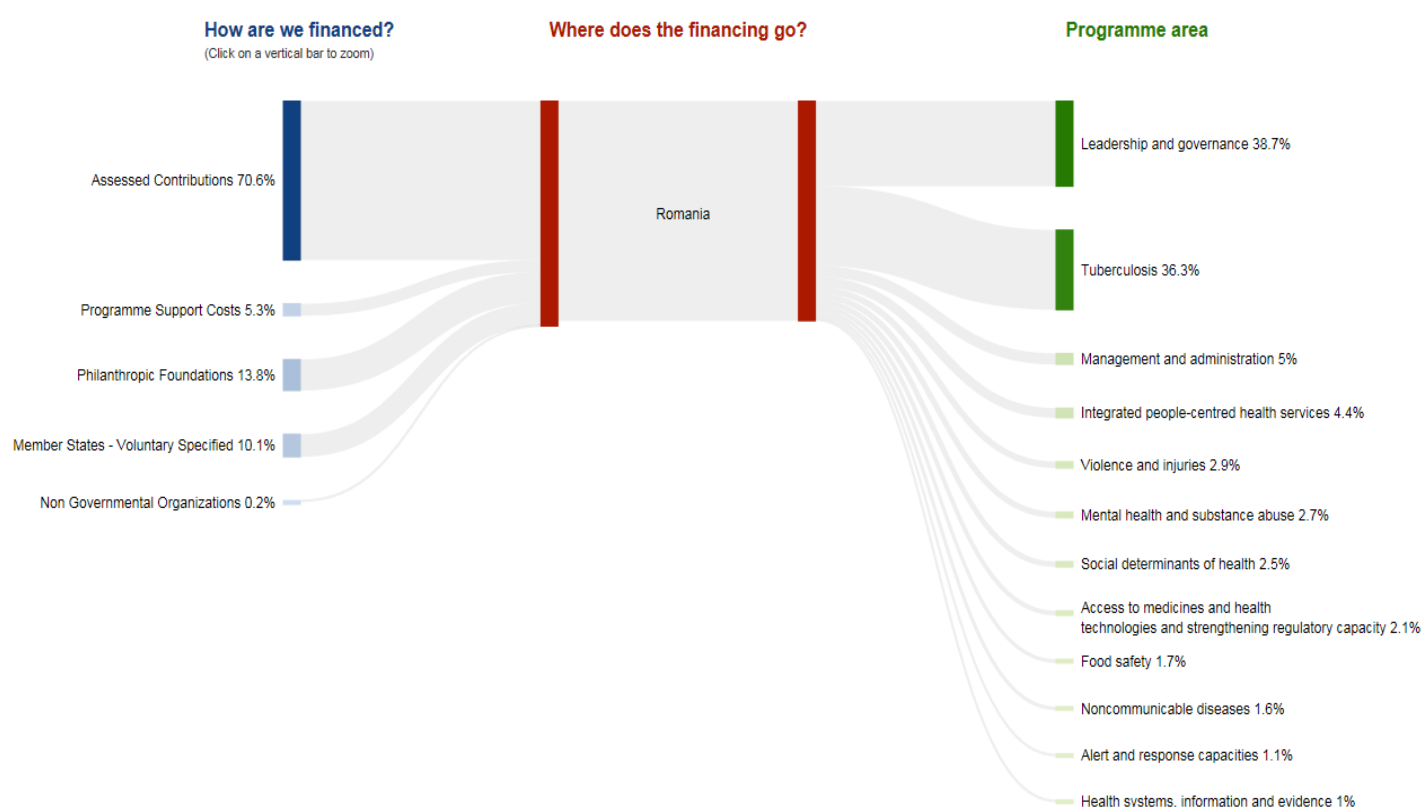 How are we financed?
(Click on a vertical bar to zoom)
Where does the financing go?
Programme area
Assessed Contributions 70.6%
Programme Support Costs 5.3%
Philanthropic Foundations 13.8%
Member States - Voluntary Specified 10.1%
Non Governmental Organizations 0.2%
Romania
Leadership and governance 38.7%
Tuberculosis 36.3%
Management and administration 5%
Integrated people-centred health services 4.4%
Violence and injuries 2.9%
Mental health and substance abuse 2.7%
Social determinants of health 2.5%
Access to medicines and health
technologies and strengthening regulatory capacity 2.1%
Food safety 1.7%
Noncommunicable diseases 1.6%
Alert and response capacities 1.1%
Health systems, information and evidence 1%